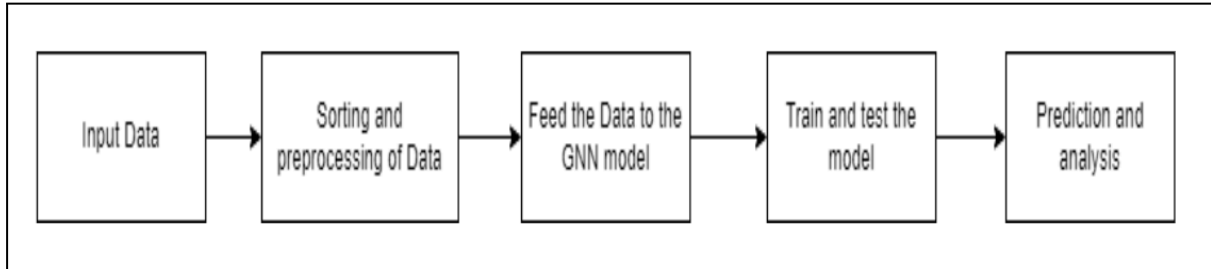 Input Data
Sorting and
preprocessing of Data
Feed the Data to the
GNN model
Train and test the
model
Prediction and
analysis